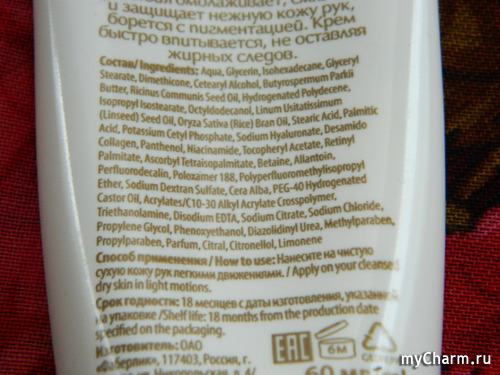 омолаживает,
и защищает нежную кожу рук,
борется с пигментацией. Крем
быстро впитывается, не оставляя
жирных следов.
Состав/ Ingredients: Aqua, Glycerin, Isohexadecane, Glyceryl
Stearate, Dimethicone, Cetearyl Alcohol, Butyrospermum Parkii
Butter, Ricinus Communis Seed Oil, Hydrogenated Polydecene,
Isopropyl Isostearate, Octyldodecanol, Linum Usitatissimum
(Linseed) Seed Oil, Oryza Sativa (Rice) Bran Oil, Stearic Acid, Palmitic
Acid, Potassium Cetyl Phosphate, Sodium Hyaluronate, Desamido
Collagen, Panthenol, Niacinamide, Tocopheryl Acetate, Retinyl
Palmitate, Ascorbyl Tetraisopalmitate, Betaine, Allantoin,
Perfluorodecalin, Poloxamer 188, Polyperfluoromethylisopropyl
Ether, Sodium Dextran Sulfate, Cera Alba, PEG-40 Hydrogenated
Castor Oil, Acrylates/C10-30 Alkyl Acrylate Crosspolymer,
Triethanolamine, Disodium EDTA, Sodium Citrate, Sodium Chloride,
Propylene Glycol, Phenoxyethanol, Diazolidinyl Urea, Methylparaben,
Propylparaben, Parfum, Citral, Citronellol, Limonene
Способ применения / How to use: Нанесите на чистую
сухую кожу рук легкими движениями. / Apply on your cleansed
dry skin in light motions.
Срок годности: 18 месяцев с даты изготовления, указанной
на упаковке /Shelf life: 18 months from the production date
specified on the packaging.
Изготовитель: ОАО
«Фаберлик», 117403, Россия, г.
EAC
6M
60
myCharm.ru